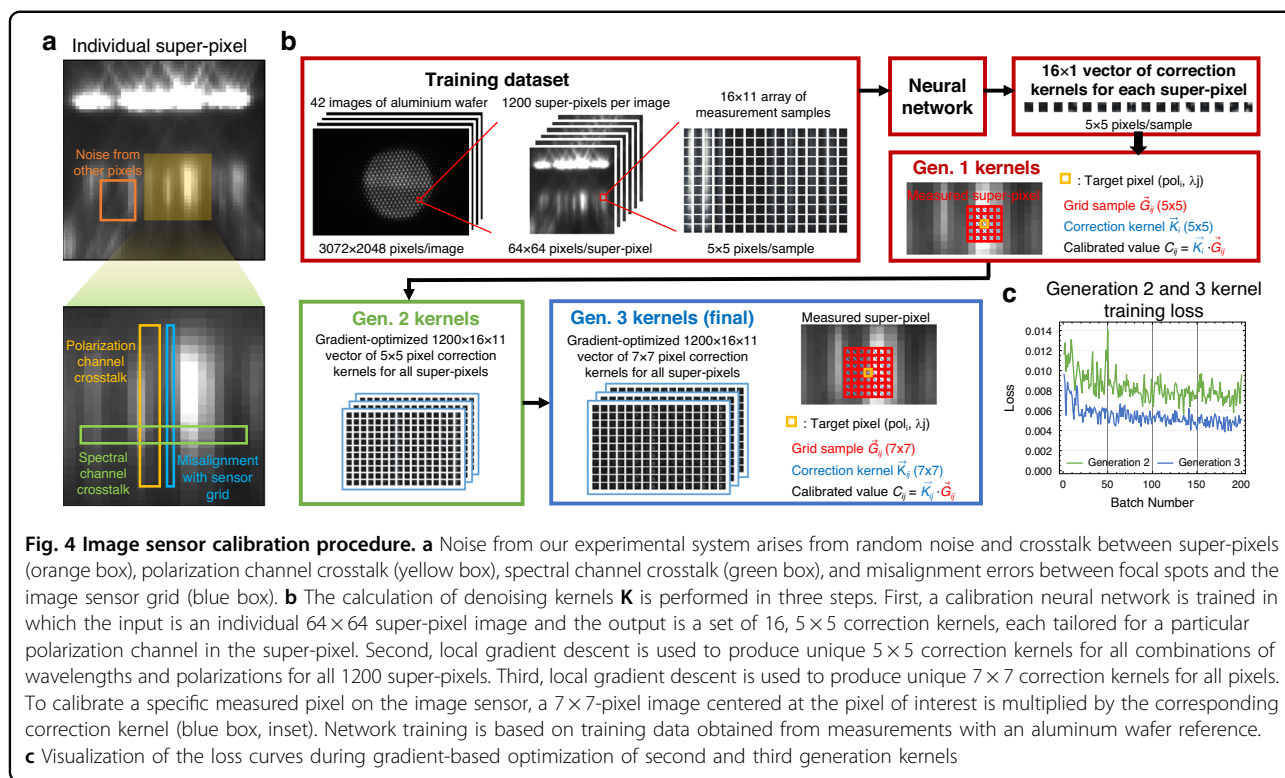 a
Individual super-pixel
Noise from
other pixels
Polarization
channel
crosstalk
Spectral
channel
crosstalk
Misalignment
with sensor
grid
b
Training dataset
42 images of aluminium wafer
3072×2048 pixels/image
1200 super-pixels per image
64×64 pixels/super-pixel
16×11 array of
measurement samples
5×5 pixels/sample
Neural
network
16×1 vector of correction
kernels for each super-pixel
5×5 pixels/sample
Gen. 1 kernels
Measured super-pixel
: Target pixel (polᵢ, λj)
Grid sample G⃗ᵢⱼ (5x5)
Correction kernel K⃗ᵢ (5x5)
Calibrated value Cᵢⱼ = K⃗ᵢ·G⃗ᵢⱼ
Gen. 2 kernels
Gradient-optimized 1200×16×11
vector of 5×5 pixel correction
kernels for all super-pixels
Gen. 3 kernels (final)
Gradient-optimized 1200×16×11
vector of 7×7 pixel correction
kernels for all super-pixels
Measured super-pixel
: Target pixel (polᵢ, λj)
Grid sample G⃗ᵢⱼ (7x7)
Correction kernel K⃗ᵢⱼ (7x7)
Calibrated value Cᵢⱼ = K⃗ᵢⱼ·G⃗ᵢⱼ
c
Generation 2 and 3 kernel
training loss
Loss
0.014
0.012
0.010
0.008
0.006
0.004
0.002
0.000
Generation 2
Generation 3
0 50 100 150 200
Batch Number
Fig. 4 Image sensor calibration procedure. a Noise from our experimental system arises from random noise and crosstalk between super-pixels
(orange box), polarization channel crosstalk (yellow box), spectral channel crosstalk (green box), and misalignment errors between focal spots and the
image sensor grid (blue box). b The calculation of denoising kernels K is performed in three steps. First, a calibration neural network is trained in
which the input is an individual 64 × 64 super-pixel image and the output is a set of 16, 5 × 5 correction kernels, each tailored for a particular
polarization channel in the super-pixel. Second, local gradient descent is used to produce unique 5 × 5 correction kernels for all combinations of
wavelengths and polarizations for all 1200 super-pixels. Third, local gradient descent is used to produce unique 7 × 7 correction kernels for all pixels.
To calibrate a specific measured pixel on the image sensor, a 7 × 7-pixel image centered at the pixel of interest is multiplied by the corresponding
correction kernel (blue box, inset). Network training is based on training data obtained from measurements with an aluminum wafer reference.
c Visualization of the loss curves during gradient-based optimization of second and third generation kernels